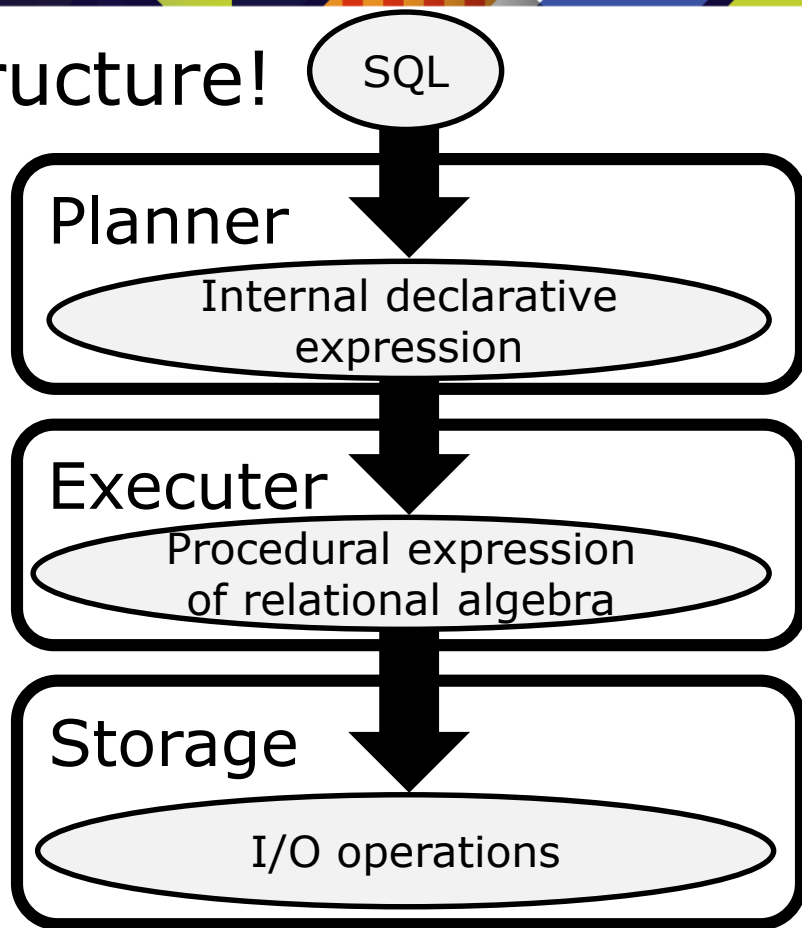 ructure!
SQL
Planner
Internal declarative
expression
Executer
Procedural expression
of relational algebra
Storage
I/O operations